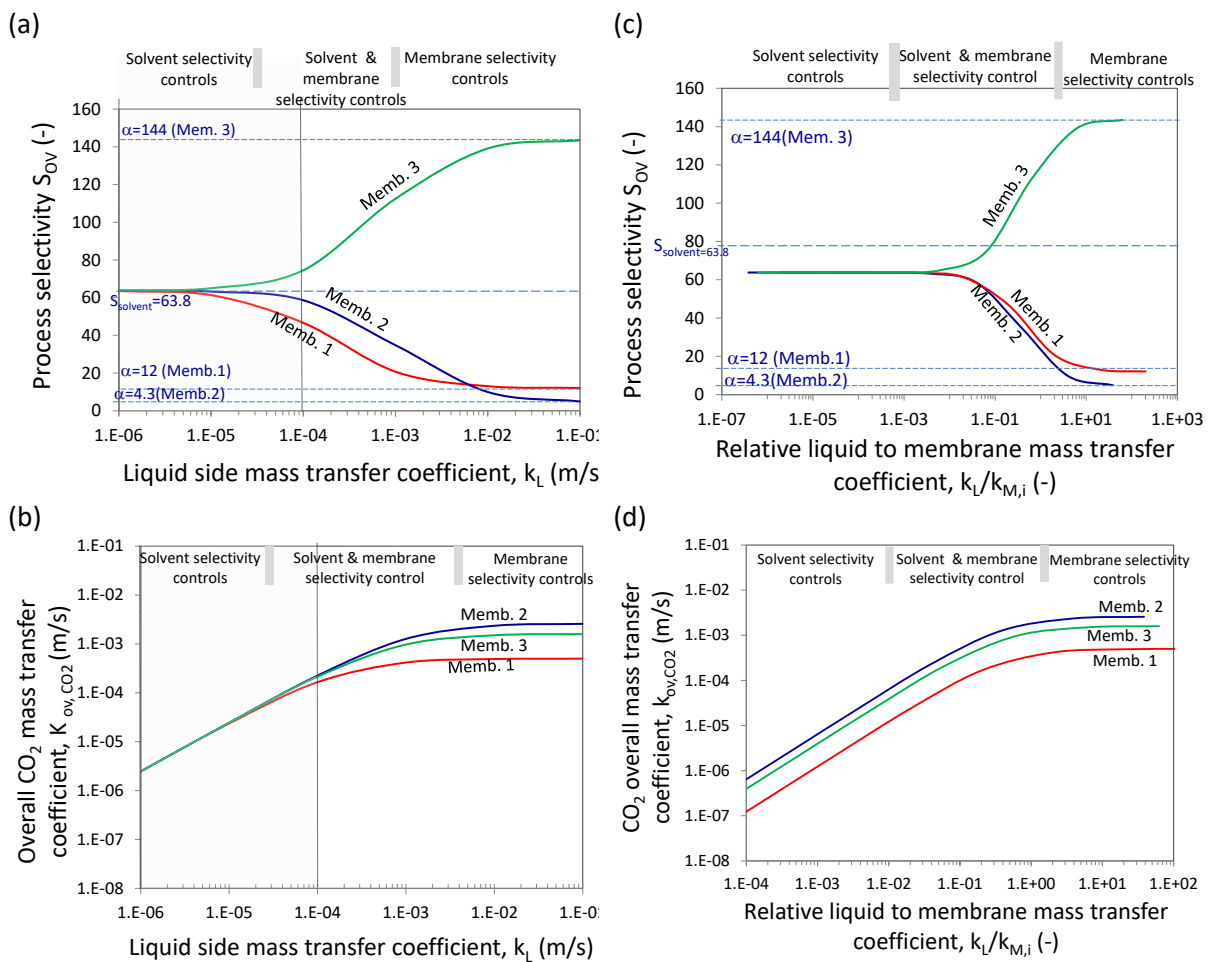 (a)
Solvent selectivity
controls
Solvent &
membrane
selectivity controls
Membrane selectivity
controls
160
140
120
100
80
60
40
20
0
α=144 (Mem. 3)
Memb. 3
S_solvent=63.8
Memb. 2
Memb. 1
α=12 (Memb.1)
α=4.3(Memb.2)
1.E-06
1.E-05
1.E-04
1.E-03
1.E-02
1.E-01
Process selectivity S_OV (-)
Liquid side mass transfer coefficient, k_L (m/s
(c)
Solvent selectivity
controls
Solvent & membrane
selectivity control
Membrane
selectivity controls
160
140
120
100
80
60
40
20
0
α=144(Mem. 3)
Memb. 3
S_solvent=63.8
Memb. 1
Memb. 2
α=12 (Memb.1)
α=4.3(Memb.2)
1.E-07
1.E-05
1.E-03
1.E-01
1.E+01
1.E+03
Process selectivity S_OV (-)
Relative liquid to membrane mass transfer
coefficient, k_L/k_M,i (-)
(b)
Solvent selectivity
controls
Solvent & membrane
selectivity control
Membrane
selectivity controls
1.E-01
1.E-02
1.E-03
1.E-04
1.E-05
1.E-06
1.E-07
1.E-08
Memb. 2
Memb. 3
Memb. 1
1.E-06
1.E-05
1.E-04
1.E-03
1.E-02
1.E-01
Overall CO2 mass transfer
coefficient, K_ov,CO2 (m/s)
Liquid side mass transfer coefficient, k_L (m/s)
(d)
Solvent selectivity
controls
Solvent & membrane
selectivity control
Membrane selectivity
controls
1.E-01
1.E-02
1.E-03
1.E-04
1.E-05
1.E-06
1.E-07
1.E-08
Memb. 2
Memb. 3
Memb. 1
1.E-04
1.E-03
1.E-02
1.E-01
1.E+00
1.E+01
1.E+02
CO2 overall mass transfer
coefficient, k_ov,CO2 (m/s)
Relative liquid to membrane mass transfer
coefficient, k_L/k_M,i (-)